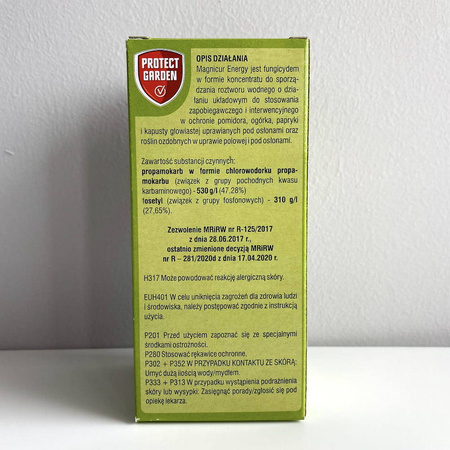 PROTECT
GARDEN
OPIS DZIAŁANIA
Magnicur Energy jest fungicydem
w formie koncentratu do sporzą-
dzania roztworu wodnego o dzia-
łaniu układowym do stosowania
zapobiegawczego i interwencyjnego
w ochronie pomidora, ogórka, papryki
i kapusty głowiastej uprawianych pod osłonami oraz
roślin ozdobnych w uprawie polowej i pod osłonami.
Zawartość substancji czynnych:
propamokarb w formie chlorowodorku propa-
mokarbu (związek z grupy pochodnych kwasu
karbaminowego) - 530 g/l (47,28%)
fosetyl (związek z grupy fosfonowych) - 310 g/l
(27,65%).
Zezwolenie MRiRW nr R-125/2017
z dnia 28.06.2017 r.,
ostatnio zmienione decyzją MRiRW
nr R – 281/2020d z dnia 17.04.2020 r.
H317 Może powodować reakcję alergiczną skóry.
EUH401 W celu uniknięcia zagrożeń dla zdrowia ludzi
i środowiska, należy postępować zgodnie z instrukcją
użycia.
P201 Przed użyciem zapoznać się ze specjalnymi
środkami ostrożności.
P280 Stosować rękawice ochronne.
P302 + P352 W PRZYPADKU KONTAKTU ZE SKÓRĄ:
Umyć dużą ilością wody/mydłem.
P333 + P313 W przypadku wystąpienia podrażnienia
skóry lub wysypki: Zasięgnąć porady/zgłosić się pod
opiekę lekarza.